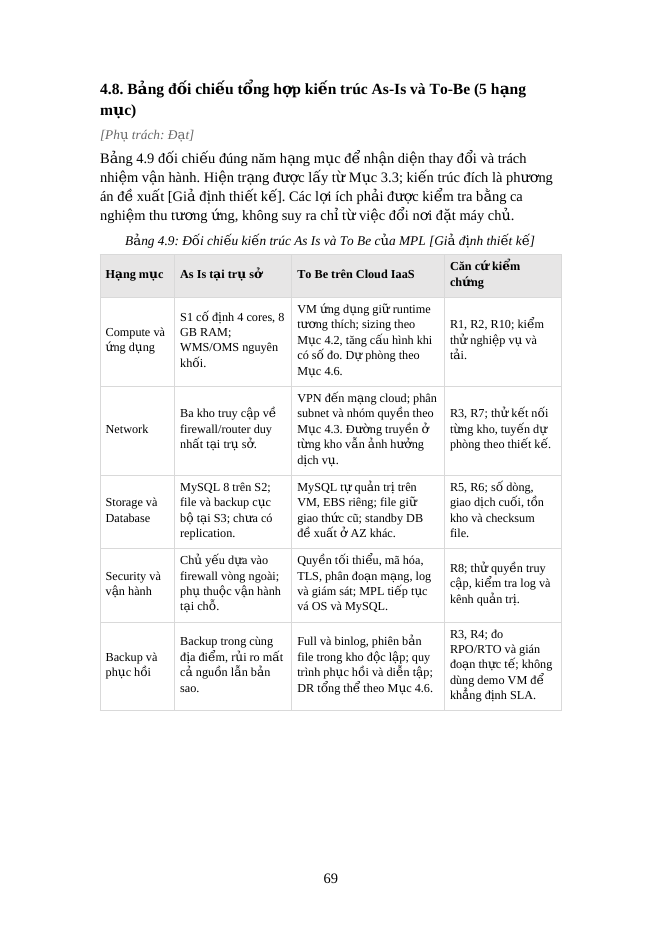 4.8. Bảng đối chiếu tổng hợp kiến trúc As-Is và To-Be (5 hạng
mục)
[Phụ trách: Đạt]
Bảng 4.9 đối chiếu đúng năm hạng mục để nhận diện thay đổi và trách
nhiệm vận hành. Hiện trạng được lấy từ Mục 3.3; kiến trúc đích là phương
án đề xuất [Giả định thiết kế]. Các lợi ích phải được kiểm tra bằng ca
nghiệm thu tương ứng, không suy ra chỉ từ việc đổi nơi đặt máy chủ.
Bảng 4.9: Đối chiếu kiến trúc As Is và To Be của MPL [Giả định thiết kế]
Hạng mục
As Is tại trụ sở
To Be trên Cloud IaaS
Căn cứ kiểm
chứng
Compute và
ứng dụng
S1 cố định 4 cores, 8
GB RAM;
WMS/OMS nguyên
khối.
VM ứng dụng giữ runtime
tương thích; sizing theo
Mục 4.2, tăng cấu hình khi
có số đo. Dự phòng theo
Mục 4.6.
R1, R2, R10; kiểm
thử nghiệp vụ và
tải.
Network
Ba kho truy cập về
firewall/router duy
nhất tại trụ sở.
VPN đến mạng cloud; phân
subnet và nhóm quyền theo
Mục 4.3. Đường truyền ở
từng kho vẫn ảnh hưởng
dịch vụ.
R3, R7; thử kết nối
từng kho, tuyến dự
phòng theo thiết kế.
Storage và
Database
MySQL 8 trên S2;
file và backup cục
bộ tại S3; chưa có
replication.
MySQL tự quản trị trên
VM, EBS riêng; file giữ
giao thức cũ; standby DB
đề xuất ở AZ khác.
R5, R6; số dòng,
giao dịch cuối, tồn
kho và checksum
file.
Security và
vận hành
Chủ yếu dựa vào
firewall vòng ngoài;
phụ thuộc vận hành
tại chỗ.
Quyền tối thiểu, mã hóa,
TLS, phân đoạn mạng, log
và giám sát; MPL tiếp tục
vá OS và MySQL.
R8; thử quyền truy
cập, kiểm tra log và
kênh quản trị.
Backup và
phục hồi
Backup trong cùng
địa điểm, rủi ro mất
cả nguồn lẫn bản
sao.
Full và binlog, phiên bản
file trong kho độc lập; quy
trình phục hồi và diễn tập;
DR tổng thể theo Mục 4.6.
R3, R4; đo
RPO/RTO và gián
đoạn thực tế; không
dùng demo VM để
khẳng định SLA.
69